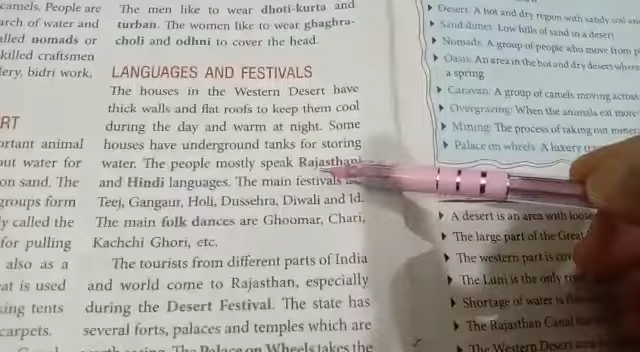 camels. People are
arch of water and
alled nomads or
killed craftsmen
ery, bidri work,
RT
ortant animal
out water for
on sand. The
groups form
ly called the
for pulling
also as a
at is used
ing tents
carpets.
The men like to wear dhoti-kurta and
turban. The women like to wear ghaghra-
choli and odhni to cover the head.
LANGUAGES AND FESTIVALS
The houses in the Western Desert have
thick walls and flat roofs to keep them cool
during the day and warm at night. Some
houses have underground tanks for storing
water. The people mostly speak Rajasthani
and Hindi languages. The main festivals
Teej, Gangaur, Holi, Dussehra, Diwali and Id.
The main folk dances are Ghoomar, Chari,
Kachchi Ghori, etc.
The tourists from different parts of India
and world come to Rajasthan, especially
during the Desert Festival. The state has
several forts, palaces and temples which are
The Palace on Wheels takes the
Desert: A hot and dry region with sandy soil an
Sand dunes: Low hills of sand in a desert
Nomads: A group of people who move from p
Oasis: An area in the hot and dry desert where
a spring
Caravan: A group of camels moving across
Overgrazing: When the animals eat more
Mining: The process of taking out miner
Palace on wheels: A luxury
A desert is an area with loose
The large part of the Great
The western part is cov
The Luni is the only
Shortage of water is
The Rajasthan Canal
The Western Desert